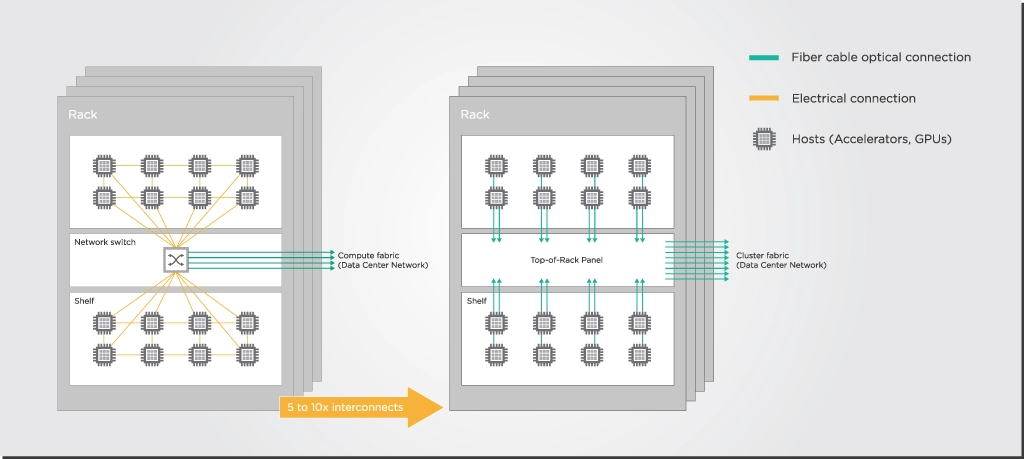 Rack
Network switch
Compute fabric
(Data Center Network)
Shelf
5 to 10x interconnects
Rack
Top-of-Rack Panel
Cluster fabric
(Data Center Network)
Shelf
Fiber cable optical connection
Electrical connection
Hosts (Accelerators, GPUs)